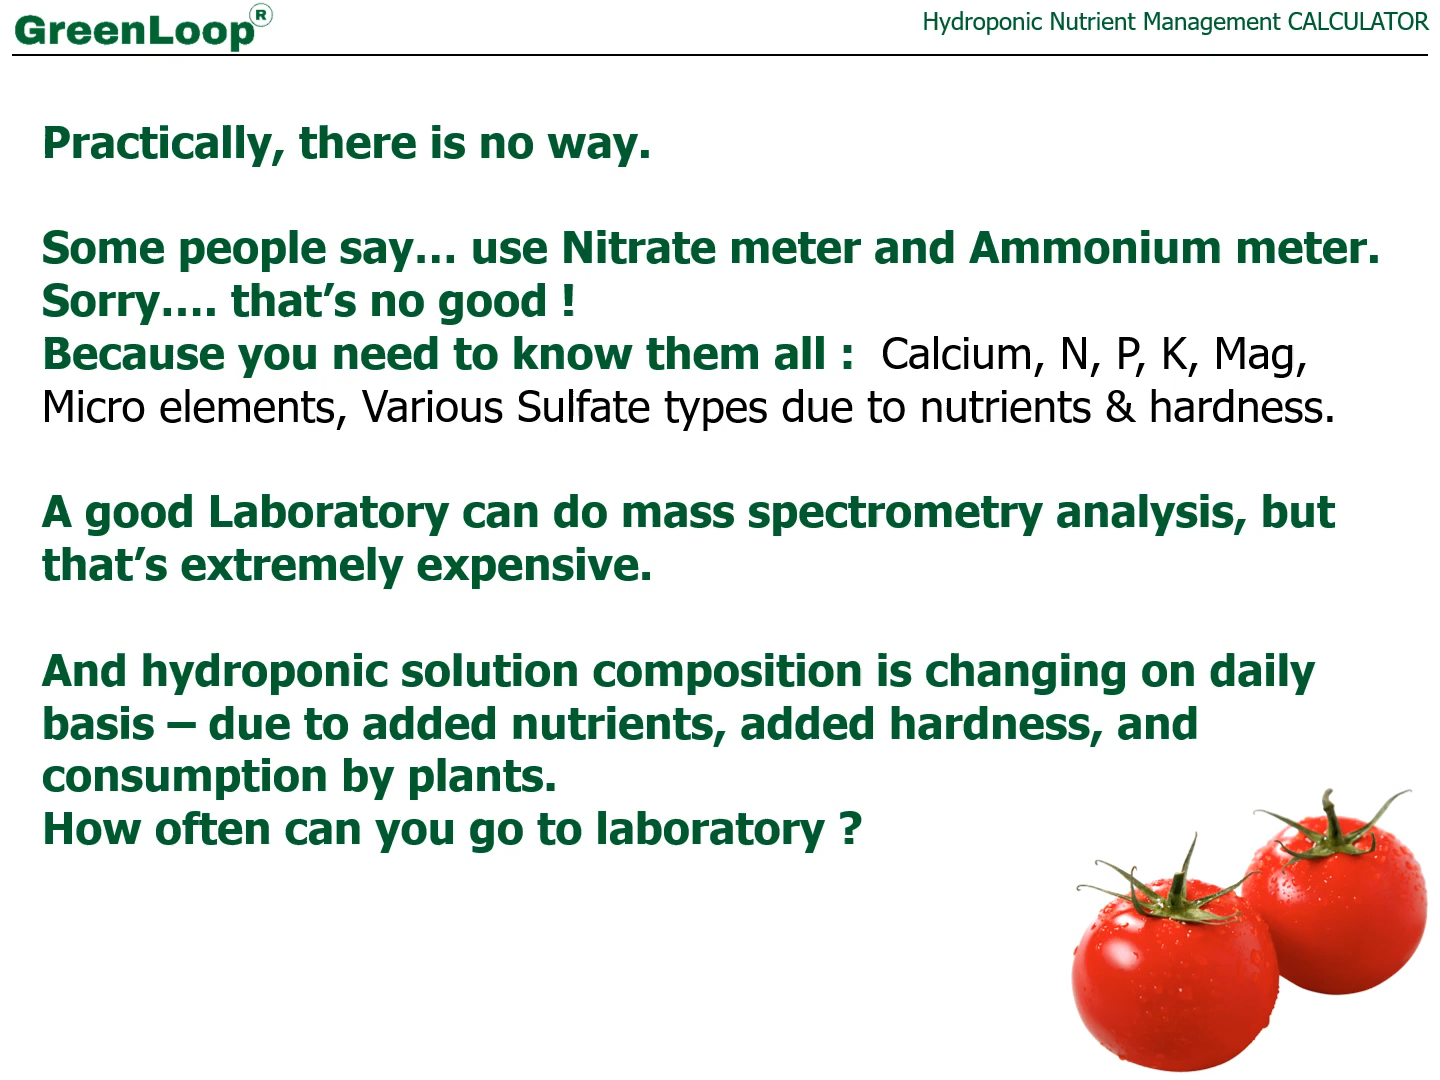 GreenLoop®
Hydroponic Nutrient Management CALCULATOR
Practically, there is no way.
Some people say... use Nitrate meter and Ammonium meter.
Sorry.... that’s no good !
Because you need to know them all : Calcium, N, P, K, Mag,
Micro elements, Various Sulfate types due to nutrients & hardness.
A good Laboratory can do mass spectrometry analysis, but
that’s extremely expensive.
And hydroponic solution composition is changing on daily
basis – due to added nutrients, added hardness, and
consumption by plants.
How often can you go to laboratory ?